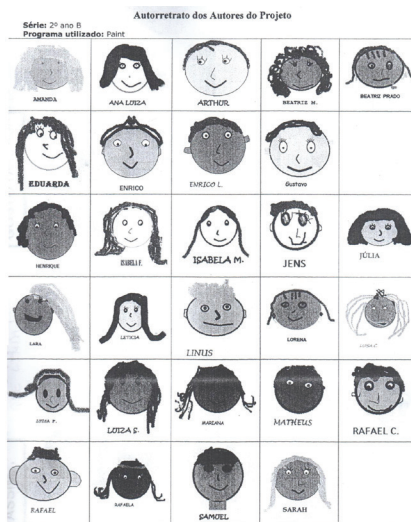 Autorretrato dos Autores do Projeto
Série: 2º ano B
Programa utilizado: Paint
AMANDA
ANA LUIZA
ARTHUR
BEATRIZ M.
BEATRIZ PRADO
EDUARDA
ENRICO
ENRICO L.
Gustavo
HENRIQUE
ISABELA F.
ISABELA M.
JENS
JÚLIA
LARA
LETICIA
LINUS
LORENA
LUIZA F.
LUIZA S.
MARIANA
MATHEUS
RAFAEL C.
RAFAEL
RAFAELA
SAMUEL
SARAH